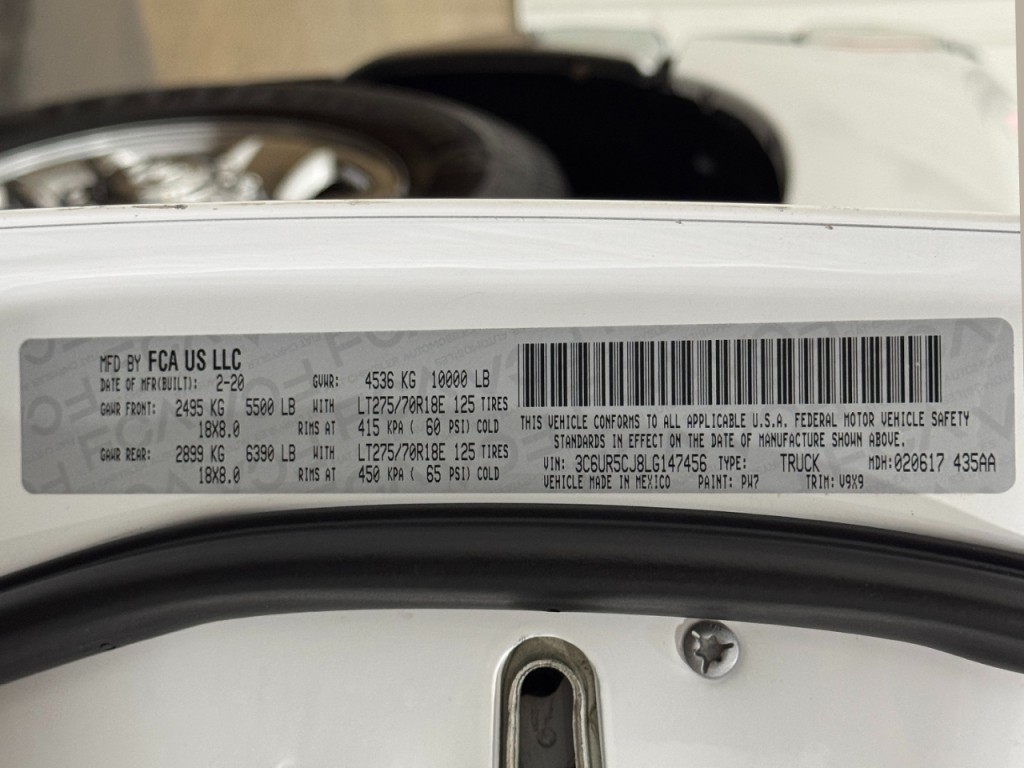 MFD BY FCA US LLC
DATE OF MFR(BUILT): 2-20 GVWR: 4536 KG 10000 LB
GAWR FRONT: 2495 KG 5500 LB WITH LT275/70R18E 125 TIRES
18X8.0 RIMS AT 415 KPA ( 60 PSI) COLD
GAWR REAR: 2899 KG 6390 LB WITH LT275/70R18E 125 TIRES
18X8.0 RIMS AT 450 KPA ( 65 PSI) COLD
THIS VEHICLE CONFORMS TO ALL APPLICABLE U.S.A. FEDERAL MOTOR VEHICLE SAFETY
STANDARDS IN EFFECT ON THE DATE OF MANUFACTURE SHOWN ABOVE.
VIN: 3C6UR5CJ8LG147456 TYPE: TRUCK MDH:020617 435AA
VEHICLE MADE IN MEXICO PAINT: PW7 TRIM: V9X9